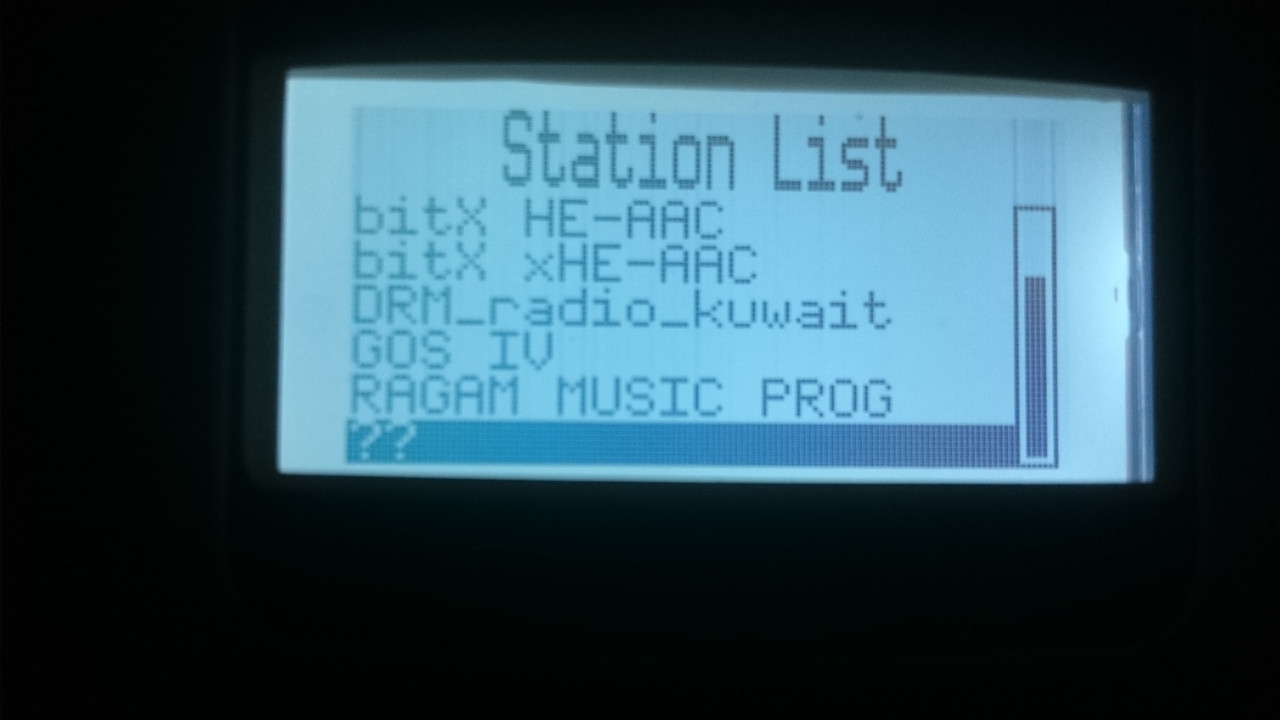 Station List
bitX HE-AAC
bitX xHE-AAC
DRM_radio_kuwait
GOS IV
RAGAM MUSIC PROG
??